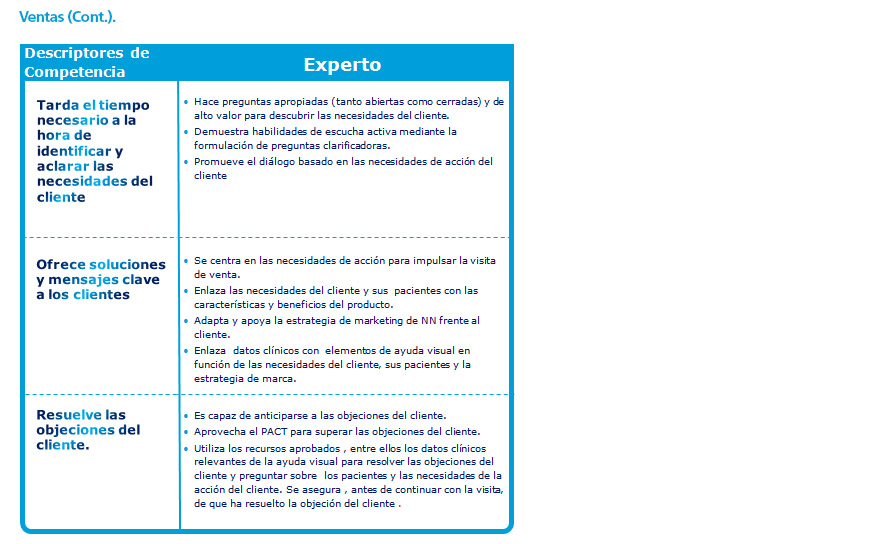 Ventas (Cont.).
Descriptores de
Competencia
Experto
Tarda el tiempo
necesario a la
hora de
identificar y
aclarar las
necesidades del
cliente
• Hace preguntas apropiadas (tanto abiertas como cerradas) y de
alto valor para descubrir las necesidades del cliente.
• Demuestra habilidades de escucha activa mediante la
formulación de preguntas clarificadoras.
• Promueve el diálogo basado en las necesidades de acción del
cliente
Ofrece soluciones
y mensajes clave
a los clientes
• Se centra en las necesidades de acción para impulsar la visita
de venta.
• Enlaza las necesidades del cliente y sus pacientes con las
características y beneficios del producto.
• Adapta y apoya la estrategia de marketing de NN frente al
cliente.
• Enlaza datos clínicos con elementos de ayuda visual en
función de las necesidades del cliente, sus pacientes y la
estrategia de marca.
Resuelve las
objeciones del
cliente.
• Es capaz de anticiparse a las objeciones del cliente.
• Aprovecha el PACT para superar las objeciones del cliente.
• Utiliza los recursos aprobados , entre ellos los datos clínicos
relevantes de la ayuda visual para resolver las objeciones del
cliente y preguntar sobre los pacientes y las necesidades de la
acción del cliente. Se asegura , antes de continuar con la visita,
de que ha resuelto la objeción del cliente .